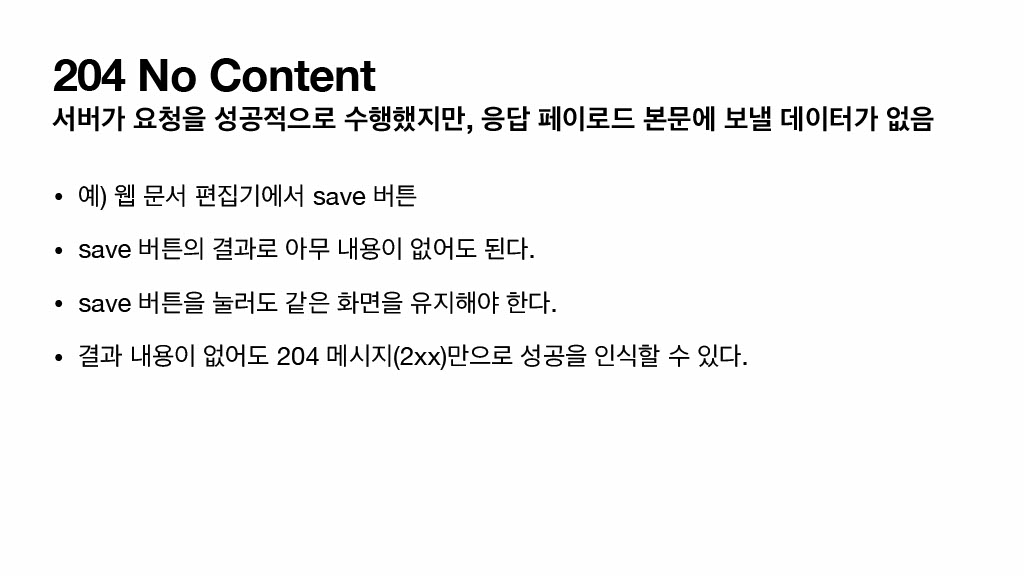 204 No Content
서버가 요청을 성공적으로 수행했지만, 응답 페이로드 본문에 보낼 데이터가 없음
• 예) 웹 문서 편집기에서 save 버튼
• save 버튼의 결과로 아무 내용이 없어도 된다.
• save 버튼을 눌러도 같은 화면을 유지해야 한다.
• 결과 내용이 없어도 204 메시지(2xx)만으로 성공을 인식할 수 있다.